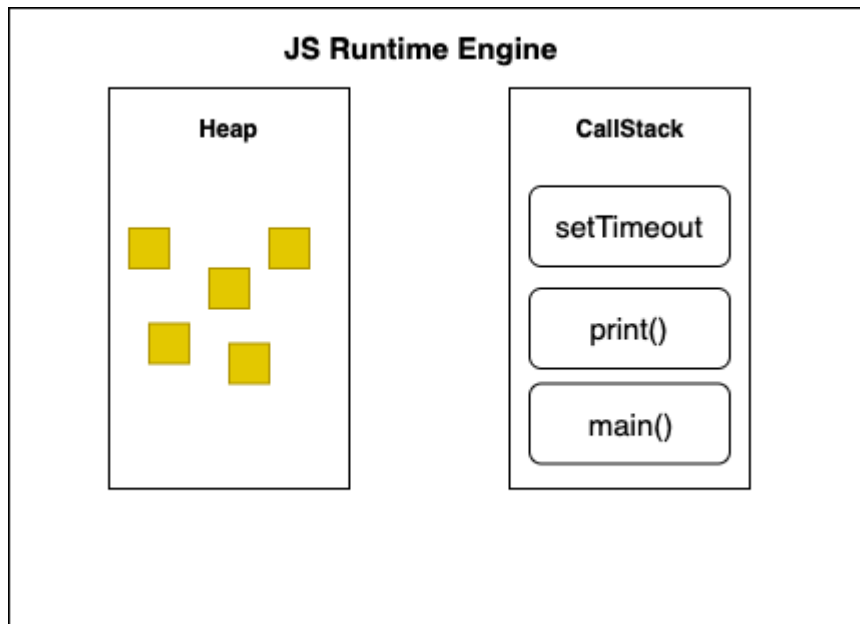 JS Runtime Engine
Heap
CallStack
setTimeout
print()
main()